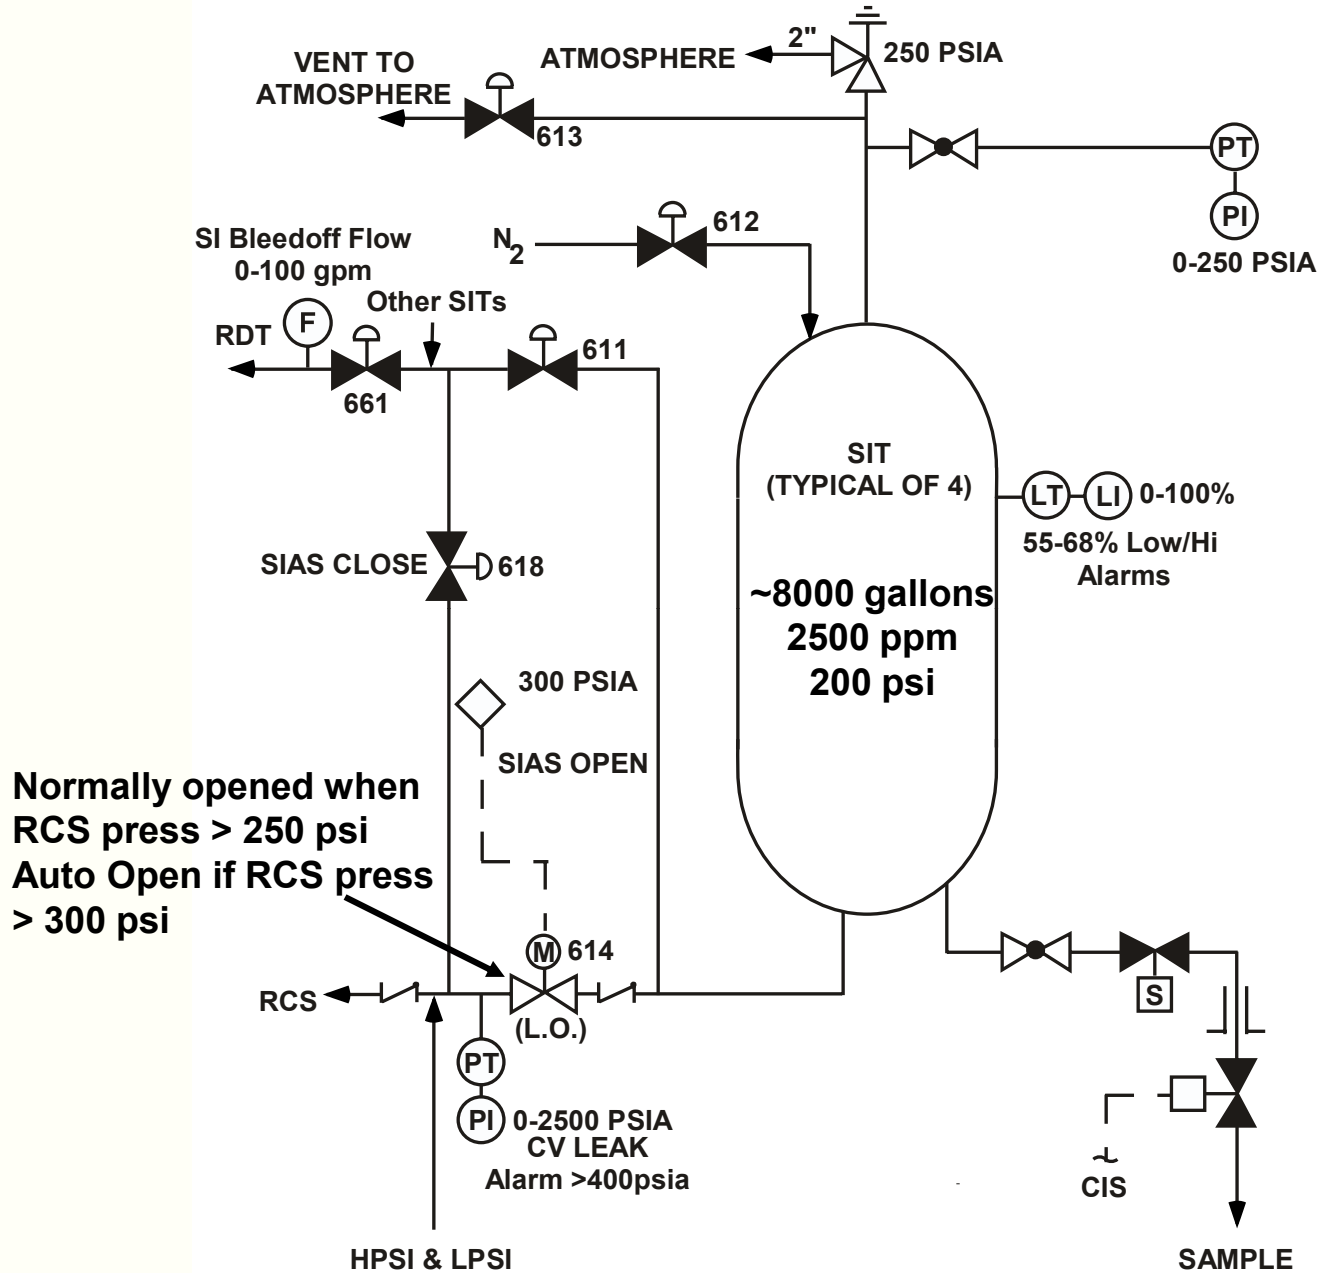 2"
250 PSIA
ATMOSPHERE
VENT TO
ATMOSPHERE
613
PT
PI
0-250 PSIA
612
N2
SI Bleedoff Flow
0-100 gpm
Other SITs
F
RDT
611
661
SIT
(TYPICAL OF 4)
LT
LI
0-100%
55-68% Low/Hi
Alarms
SIAS CLOSE
618
~8000 gallons
2500 ppm
200 psi
300 PSIA
SIAS OPEN
Normally opened when
RCS press > 250 psi
Auto Open if RCS press
> 300 psi
M
614
RCS
(L.O.)
S
PT
PI
0-2500 PSIA
CV LEAK
Alarm >400psia
CIS
HPSI & LPSI
SAMPLE